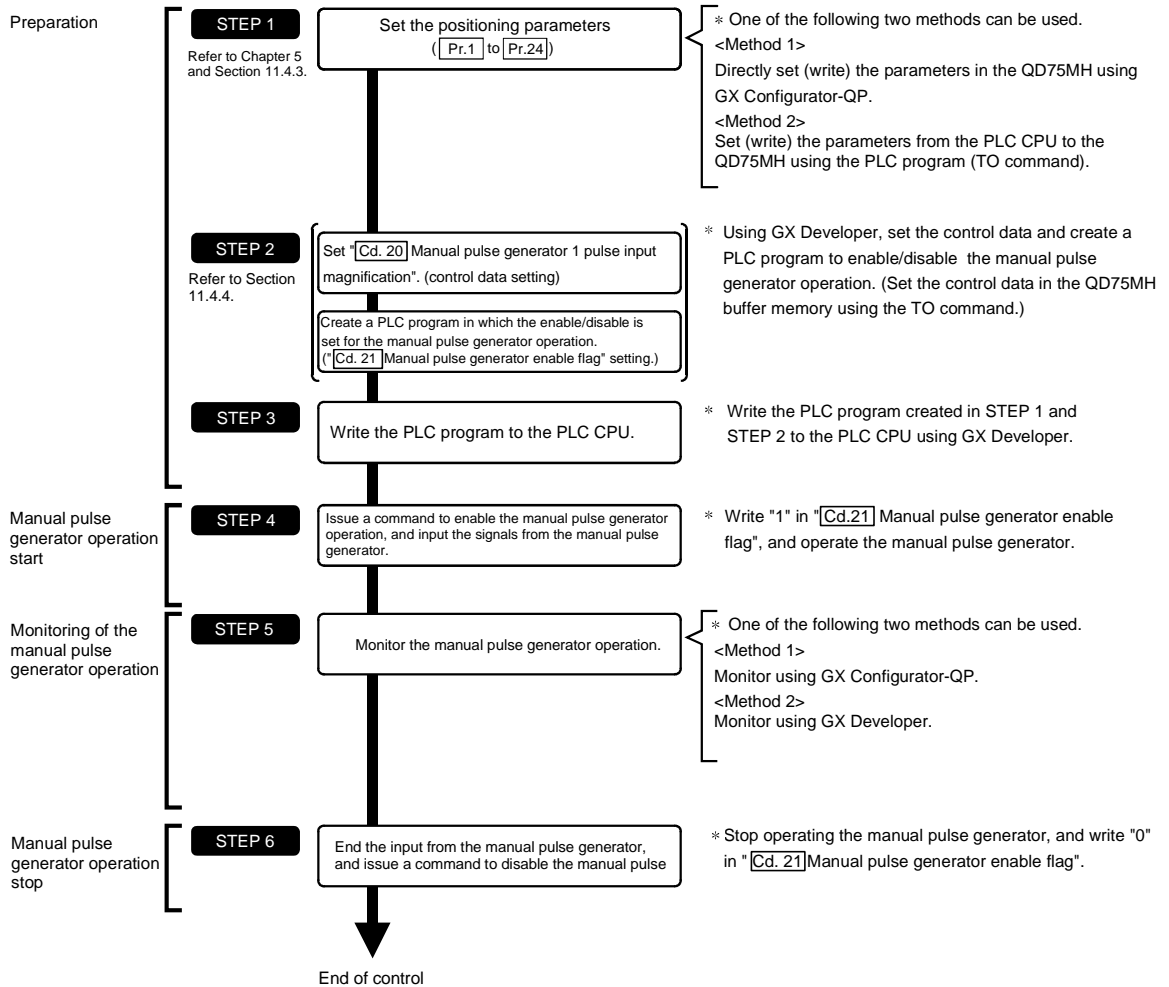 Preparation
STEP 1
Refer to Chapter 5
and Section 11.4.3.
Set the positioning parameters
( Pr.1 to Pr.24)
* One of the following two methods can be used.
<Method 1>
Directly set (write) the parameters in the QD75MH using
GX Configurator-QP.
<Method 2>
Set (write) the parameters from the PLC CPU to the
QD75MH using the PLC program (TO command).
STEP 2
Refer to Section
11.4.4.
Set "Cd. 20 Manual pulse generator 1 pulse input
magnification". (control data setting)
Create a PLC program in which the enable/disable is
set for the manual pulse generator operation.
("Cd. 21 Manual pulse generator enable flag" setting.)
* Using GX Developer, set the control data and create a
PLC program to enable/disable the manual pulse
generator operation. (Set the control data in the QD75MH
buffer memory using the TO command.)
STEP 3
Write the PLC program to the PLC CPU.
* Write the PLC program created in STEP 1 and
STEP 2 to the PLC CPU using GX Developer.
Manual pulse
generator operation
start
STEP 4
Issue a command to enable the manual pulse generator
operation, and input the signals from the manual pulse
generator.
* Write "1" in "Cd.21 Manual pulse generator enable
flag", and operate the manual pulse generator.
Monitoring of the
manual pulse
generator operation
STEP 5
Monitor the manual pulse generator operation.
* One of the following two methods can be used.
<Method 1>
Monitor using GX Configurator-QP.
<Method 2>
Monitor using GX Developer.
Manual pulse
generator operation
stop
STEP 6
End the input from the manual pulse generator,
and issue a command to disable the manual pulse
* Stop operating the manual pulse generator, and write "0"
in " Cd. 21 Manual pulse generator enable flag".
End of control